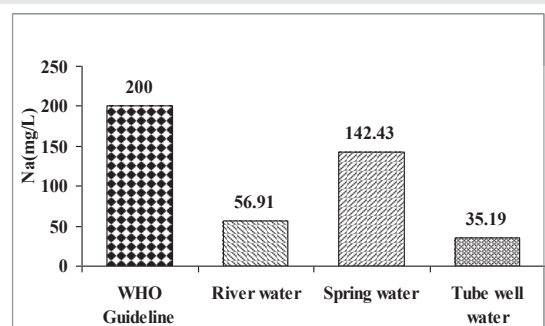 Na(mg/L)
250
200
150
100
50
0
200
56.91
142.43
35.19
WHO
Guideline
River water
Spring water
Tube well
water